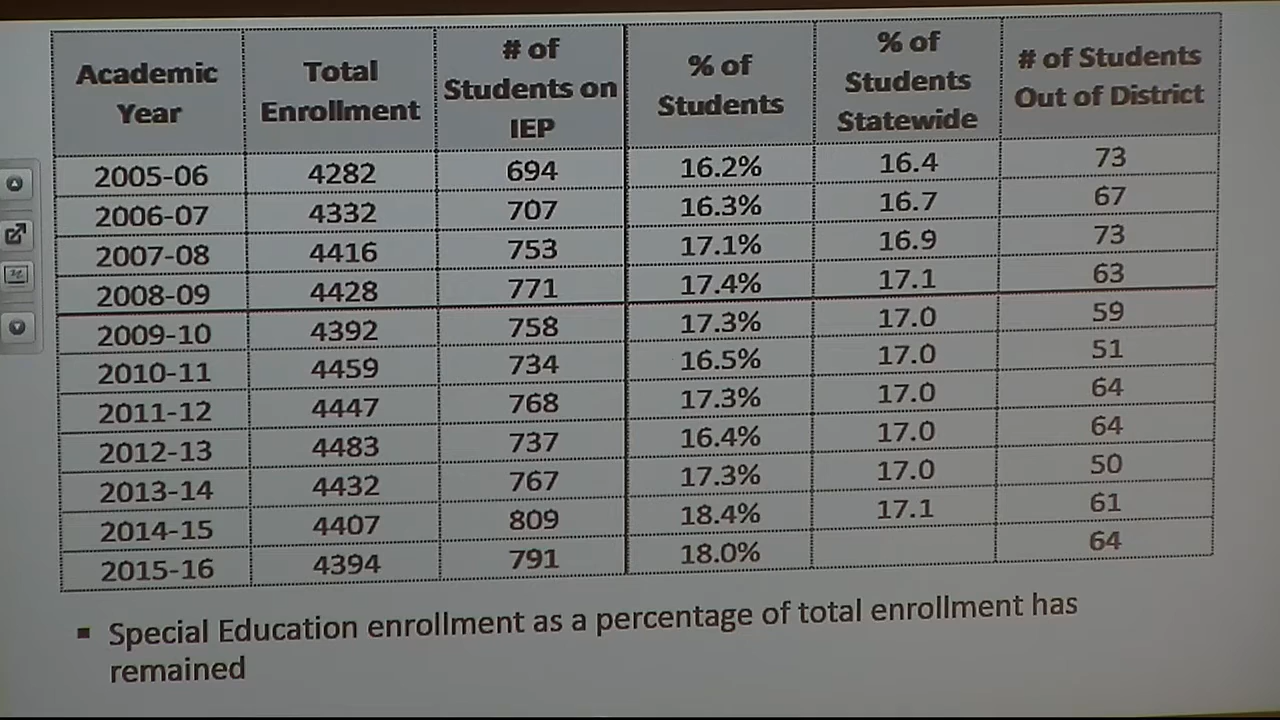 Academic Year | Total Enrollment | # of Students on IEP | % of Students | % of Students Statewide | # of Students Out of District
2005-06 | 4282 | 694 | 16.2% | 16.4 | 73
2006-07 | 4332 | 707 | 16.3% | 16.7 | 67
2007-08 | 4416 | 753 | 17.1% | 16.9 | 73
2008-09 | 4428 | 771 | 17.4% | 17.1 | 63
2009-10 | 4392 | 758 | 17.3% | 17.0 | 59
2010-11 | 4459 | 734 | 16.5% | 17.0 | 51
2011-12 | 4447 | 768 | 17.3% | 17.0 | 64
2012-13 | 4483 | 737 | 16.4% | 17.0 | 64
2013-14 | 4432 | 767 | 17.3% | 17.0 | 50
2014-15 | 4407 | 809 | 18.4% | 17.1 | 61
2015-16 | 4394 | 791 | 18.0% | | 64
▪ Special Education enrollment as a percentage of total enrollment has
remained